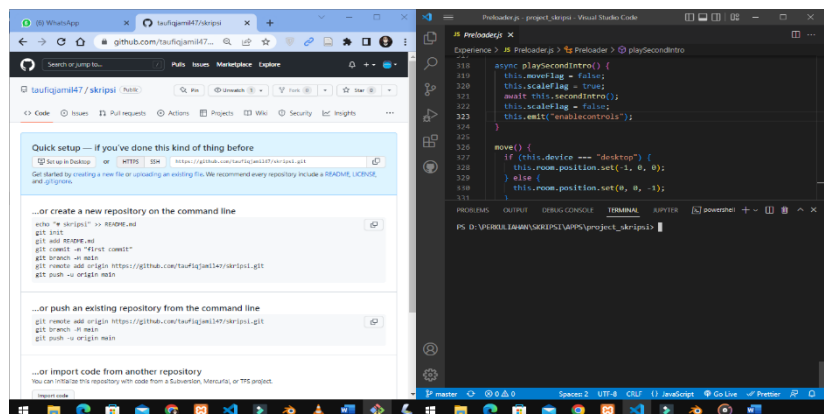 (8) WhatsApp
taufiqjamil47/skripsi
github.com/taufiqjamil47...
Search or jump to...
Pulls Issues Marketplace Explore
taufiqjamil47 / skripsi Public
Pin Unwatch 1 Fork 0 Star 0
Code Issues Pull requests Actions Projects Wiki Security Insights
Quick setup — if you've done this kind of thing before
Set up in Desktop or HTTPS SSH https://github.com/taufiqjamil47/skripsi.git
Get started by creating a new file or uploading an existing file. We recommend every repository include a README, LICENSE,
and .gitignore.
...or create a new repository on the command line
echo "# skripsi" >> README.md
git init
git add README.md
git commit -m "first commit"
git branch -M main
git remote add origin https://github.com/taufiqjamil47/skripsi.git
git push -u origin main
...or push an existing repository from the command line
git remote add origin https://github.com/taufiqjamil47/skripsi.git
git branch -M main
git push -u origin main
...or import code from another repository
You can initialize this repository with code from a Subversion, Mercurial, or TFS project.
Import code
Preloader.js - project_skripsi - Visual Studio Code
JS Preloader.js
Experience > JS Preloader.js > Preloader > playSecondIntro
318 async playSecondIntro() {
319 this.moveFlag = false;
320 this.scaleFlag = true;
321 await this.secondIntro();
322 this.scaleFlag = false;
323 this.emit("enablecontrols");
324 }
325
326 move() {
327 if (this.device === "desktop") {
328 this.room.position.set(-1, 0, 0);
329 } else {
330 this.room.position.set(0, 0, -1);
331 }
PROBLEMS OUTPUT DEBUG CONSOLE TERMINAL JUPYTER powershell
PS D:\PERKULIAHAN\SKRIPSI\APPS\project_skripsi>
master 0 0 Spaces: 2 UTF-8 CRLF {} JavaScript Go Live Prettier